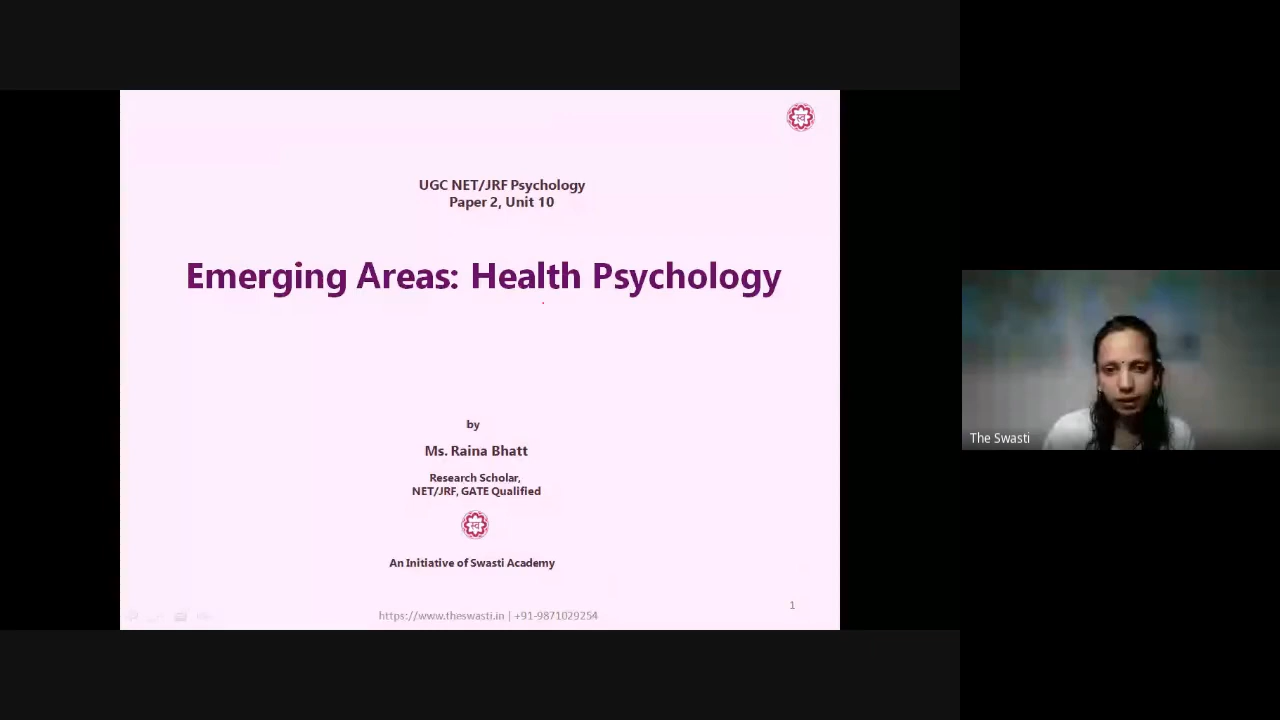 स्व
UGC NET/JRF Psychology
Paper 2, Unit 10
Emerging Areas: Health Psychology
by
Ms. Raina Bhatt
Research Scholar,
NET/JRF, GATE Qualified
स्व
An Initiative of Swasti Academy
https://www.theswasti.in | +91-9871029254
1
The Swasti